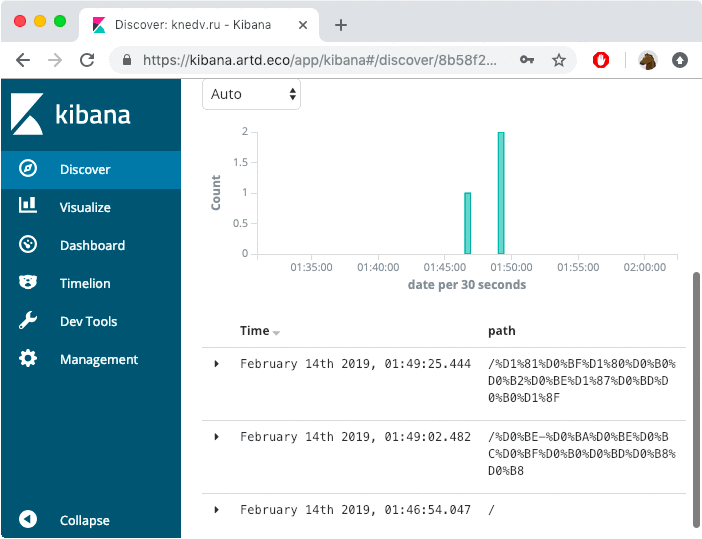 Discover: knedv.ru - Kibana
https://kibana.artd.eco/app/kibana#/discover/8b58f2...
kibana
Discover
Visualize
Dashboard
Timelion
Dev Tools
Management
Collapse
Auto
2
1.5
1
0.5
0
Count
01:35:00 01:40:00 01:45:00 01:50:00 01:55:00 02:00:00
date per 30 seconds
Time path
February 14th 2019, 01:49:25.444 /%D1%81%D0%BF%D1%80%D0%B0%
D0%B2%D0%BE%D1%87%D0%BD%D
0%B0%D1%8F
February 14th 2019, 01:49:02.482 /%D0%BE-%D0%BA%D0%BE%D0%B
C%D0%BF%D0%B0%D0%BD%D0%B8%
D0%B8
February 14th 2019, 01:46:54.047 /